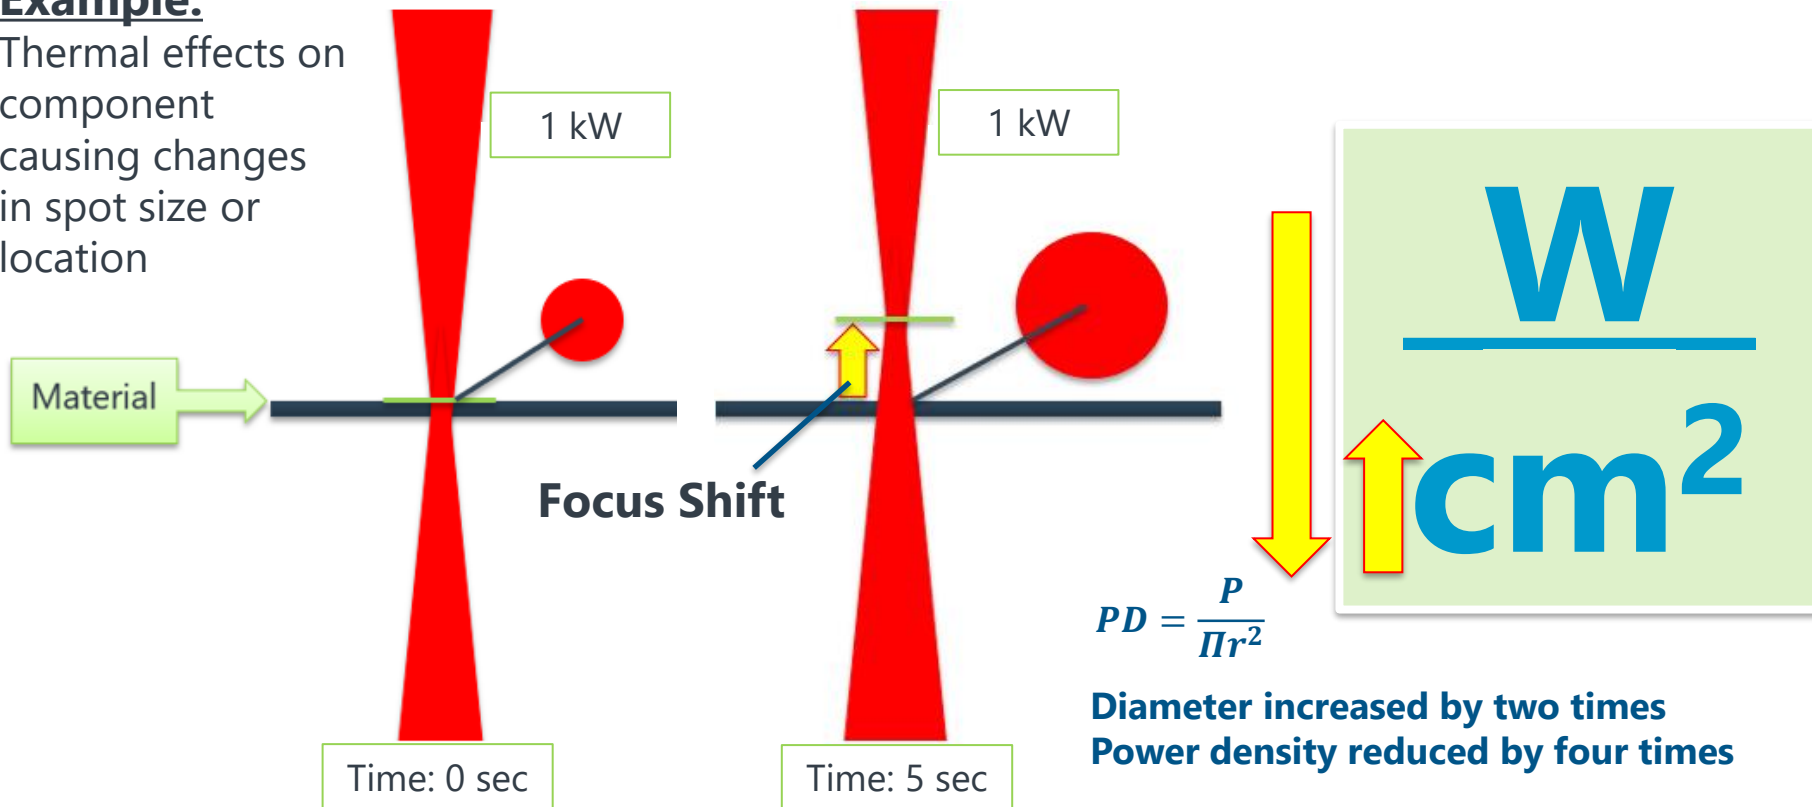 Example:
Thermal effects on
component
causing changes
in spot size or
location
1 kW
1 kW
Material
Focus Shift
W
cm²
PD = P / Πr²
Diameter increased by two times
Power density reduced by four times
Time: 0 sec
Time: 5 sec